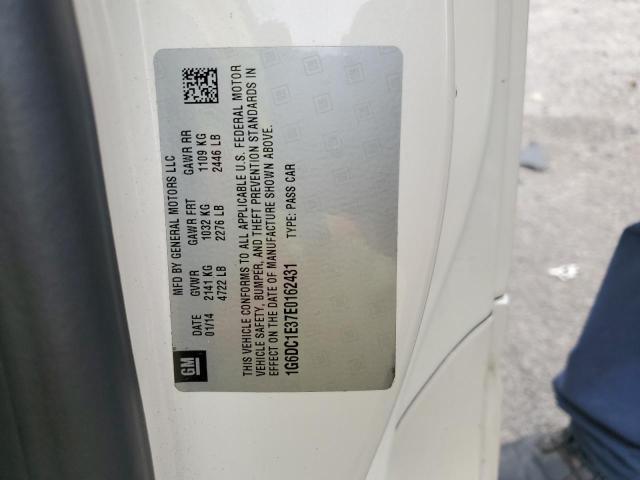 GM
MFD BY GENERAL MOTORS LLC
DATE GVWR GAWR FRT GAWR RR
01/14 2141 KG 1032 KG 1109 KG
4722 LB 2276 LB 2446 LB
THIS VEHICLE CONFORMS TO ALL APPLICABLE U.S. FEDERAL MOTOR
VEHICLE SAFETY, BUMPER, AND THEFT PREVENTION STANDARDS IN
EFFECT ON THE DATE OF MANUFACTURE SHOWN ABOVE.
1G6DC1E37E0162431 TYPE: PASS CAR